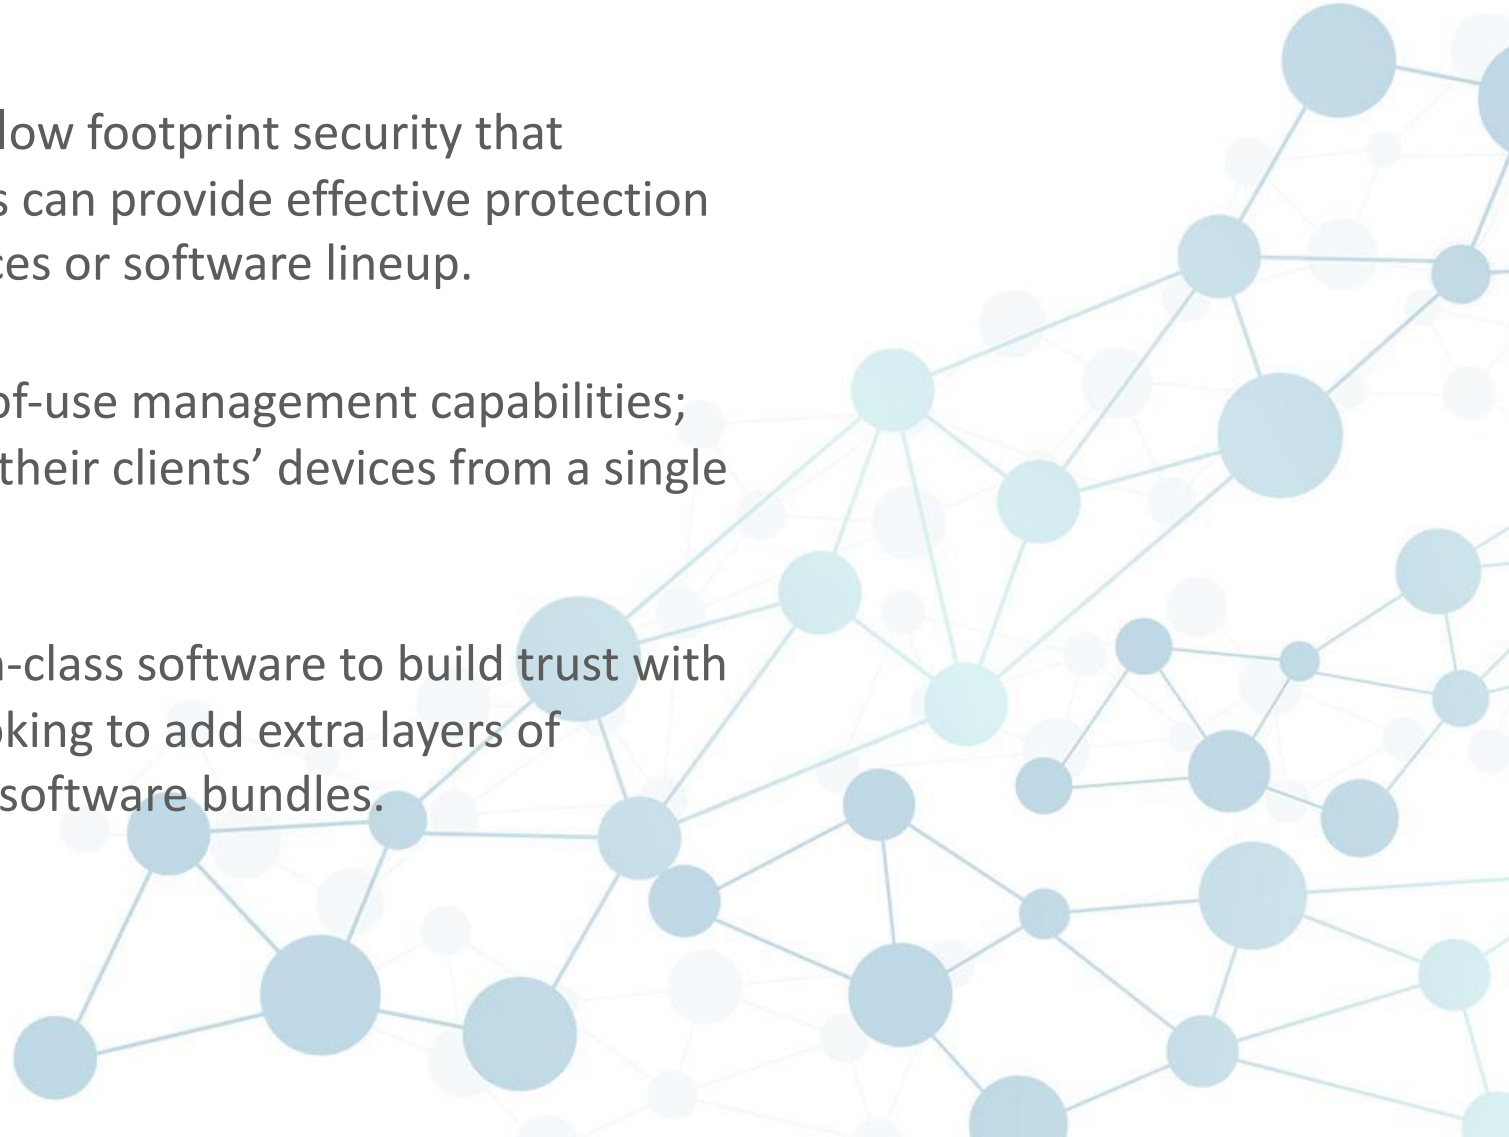 low footprint security that
s can provide effective protection
ces or software lineup.
of-use management capabilities;
their clients’ devices from a single
-class software to build trust with
oking to add extra layers of
software bundles.